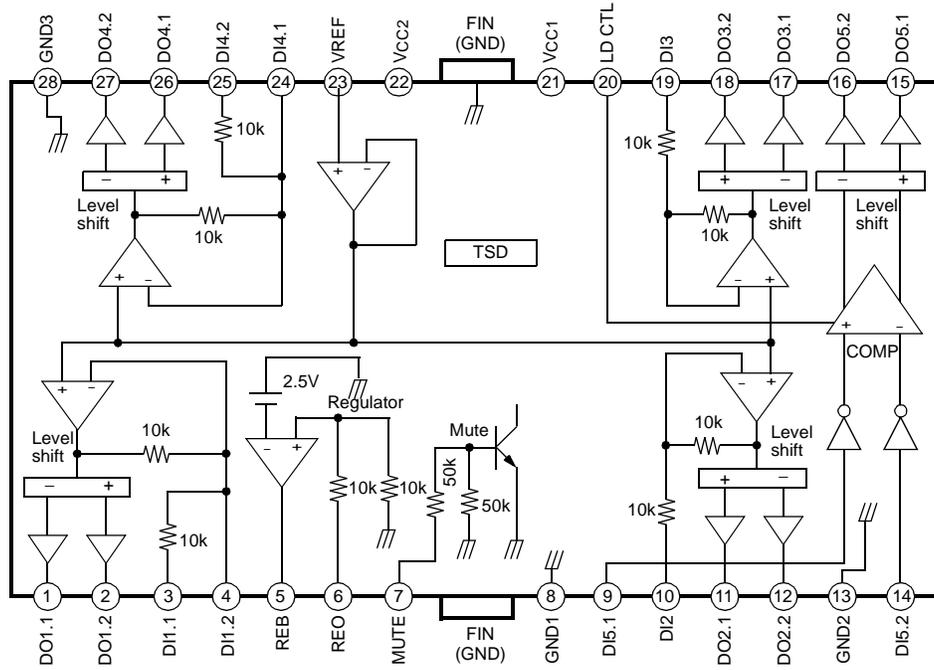 GND3
DO4.2
DO4.1
DI4.2
DI4.1
VREF
VCC2
FIN
(GND)
VCC1
LD CTL
DI3
DO3.2
DO3.1
DO5.2
DO5.1
28
27
26
25
24
23
22
21
20
19
18
17
16
15
10k
10k
− +
+ −
− +
+ −
Level
shift
10k
10k
Level
shift
Level
shift
TSD
+ −
− +
+ −
COMP
2.5V
Regulator
+ −
− +
Level
shift
10k
− +
10k
− +
10k
10k
Mute
50k
50k
− +
10k
Level
shift
+ −
10k
1
2
3
4
5
6
7
8
9
10
11
12
13
14
DO1.1
DO1.2
DI1.1
DI1.2
REB
REO
MUTE
FIN
(GND)
GND1
DI5.1
DI2
DO2.1
DO2.2
GND2
DI5.2